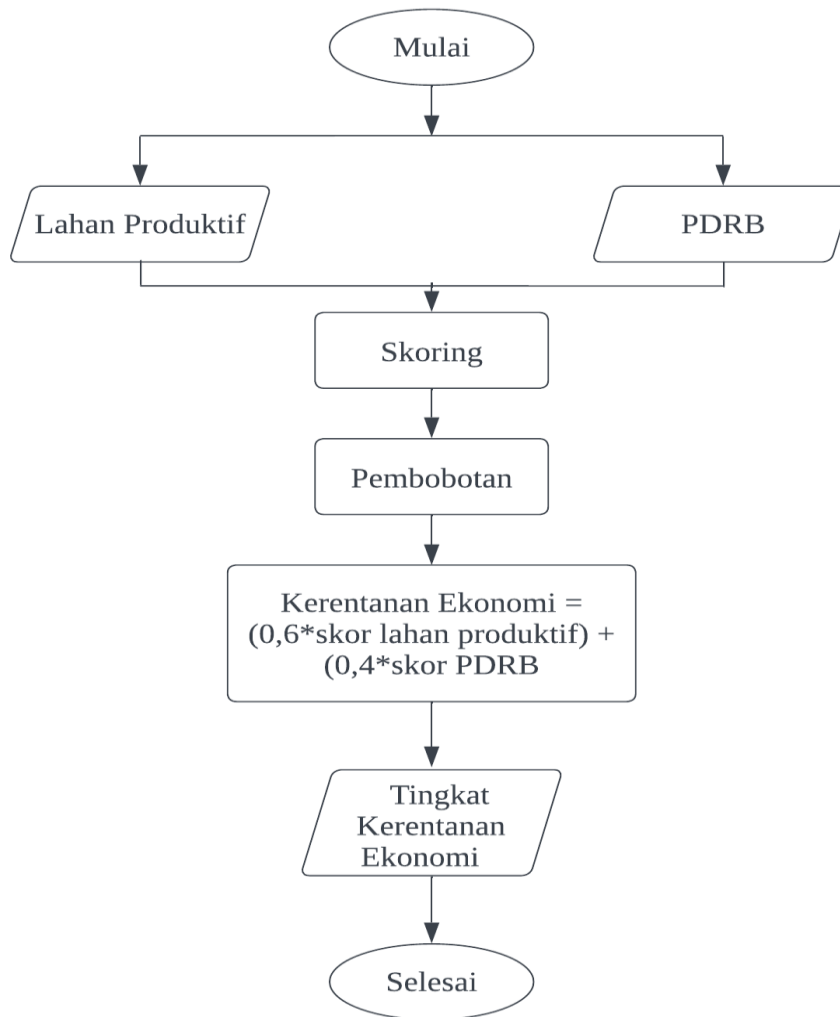 Mulai
Lahan Produktif
PDRB
Skoring
Pembobotan
Kerentanan Ekonomi =
(0,6*skor lahan produktif) +
(0,4*skor PDRB
Tingkat
Kerentanan
Ekonomi
Selesai